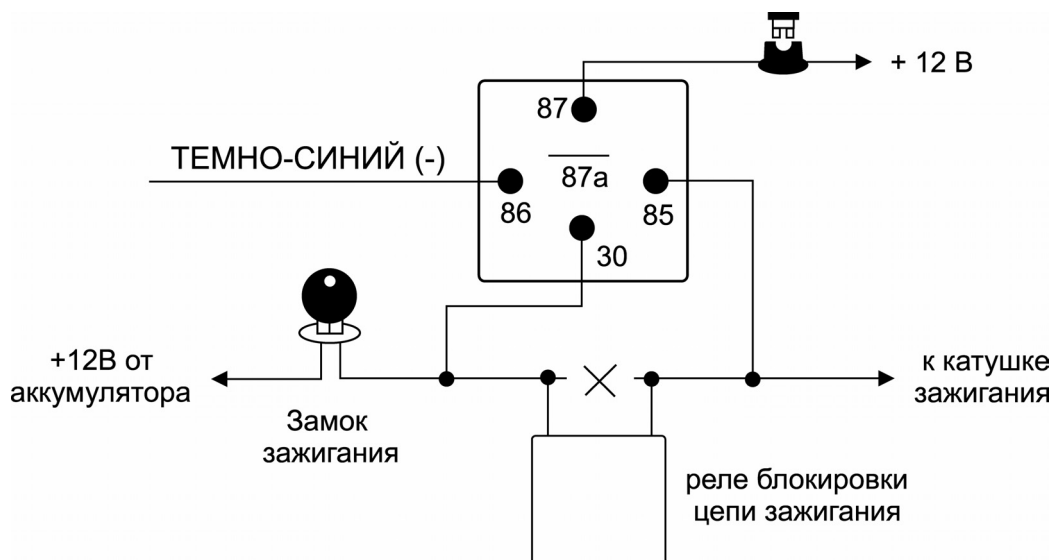 + 12 В
87
ТЕМНО-СИНИЙ (-)
87а
86
85
30
+12В от
аккумулятора
Замок
зажигания
к катушке
зажигания
реле блокировки
цепи зажигания